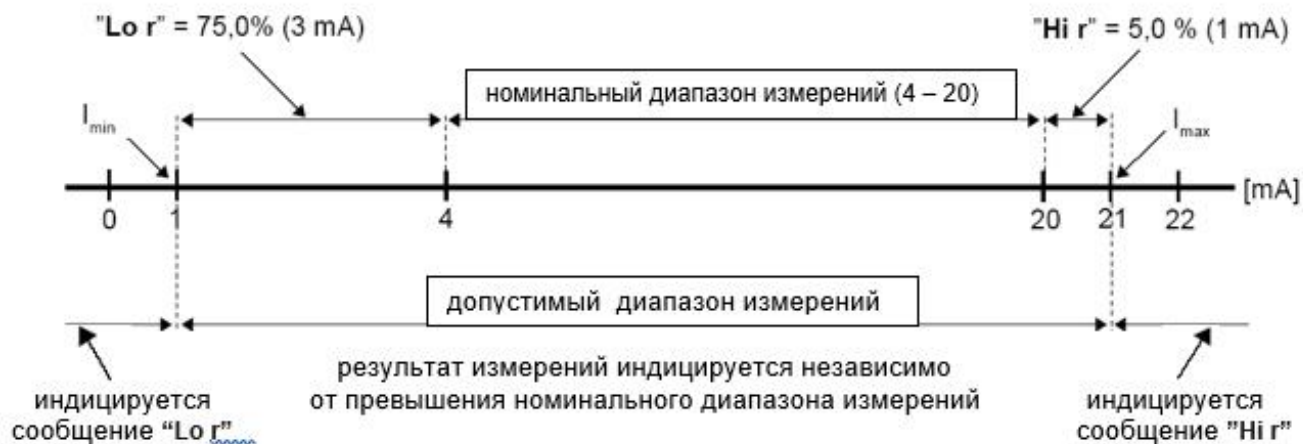 "Lo r" = 75,0% (3 mA)
"Hi r" = 5,0 % (1 mA)
номинальный диапазон измерений (4 – 20)
I min
I max
0 1 4 20 21 22 [mA]
допустимый диапазон измерений
результат измерений индицируется независимо
от превышения номинального диапазона измерений
индицируется
сообщение “Lo r”
индицируется
сообщение "Hi r"